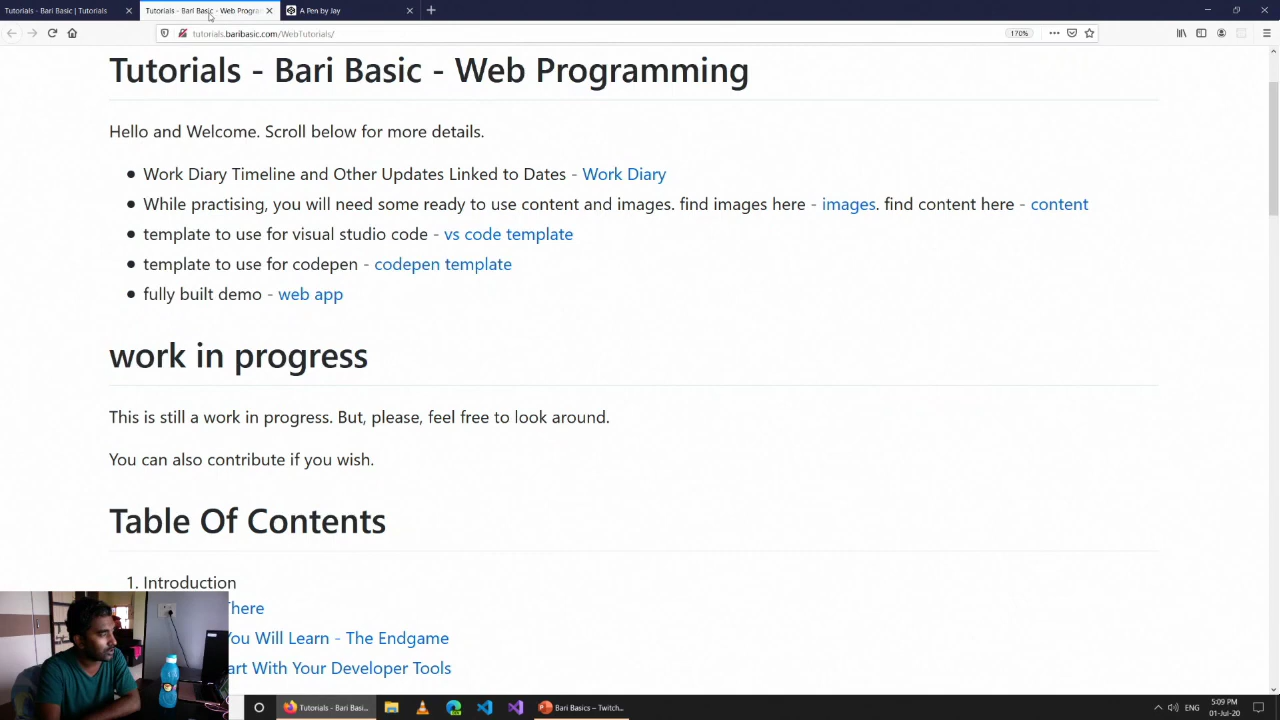 Tutorials - Bari Basic | Tutorials
Tutorials - Bari Basic - Web Progra
A Pen by Jay
tutorials.baribasic.com/WebTutorials/
170%
Tutorials - Bari Basic - Web Programming
Hello and Welcome. Scroll below for more details.
Work Diary Timeline and Other Updates Linked to Dates - Work Diary
While practising, you will need some ready to use content and images. find images here - images. find content here - content
template to use for visual studio code - vs code template
template to use for codepen - codepen template
fully built demo - web app
work in progress
This is still a work in progress. But, please, feel free to look around.
You can also contribute if you wish.
Table Of Contents
1. Introduction
There
You Will Learn - The Endgame
art With Your Developer Tools
Tutorials - Bari Basi...
Bari Basics – Twitch...
ENG
5:09 PM
01-Jul-20